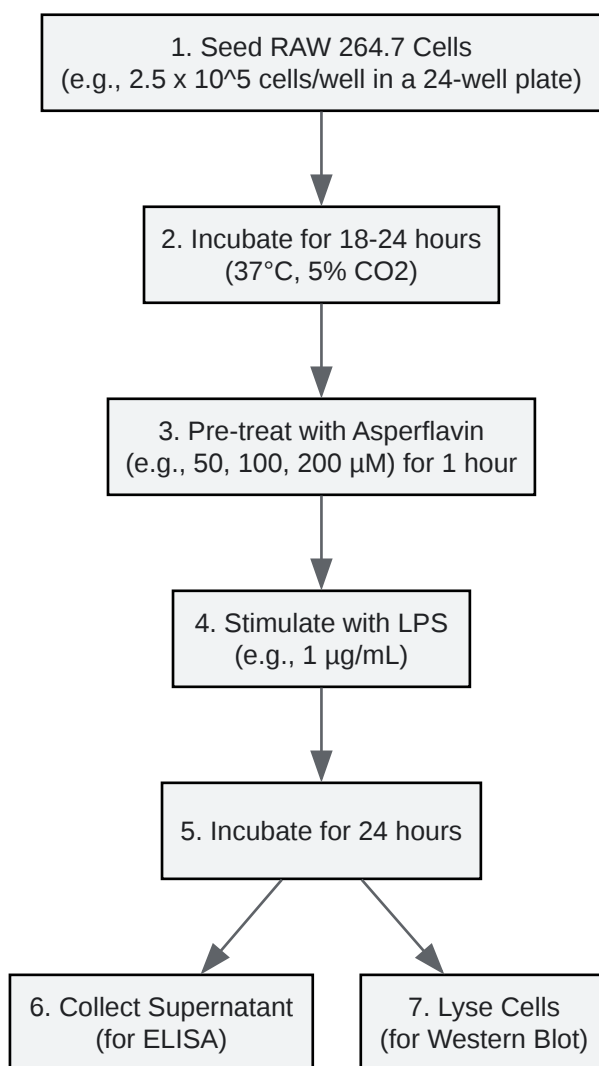 1. Seed RAW 264.7 Cells
(e.g., 2.5 x 10^5 cells/well in a 24-well plate)
2. Incubate for 18-24 hours
(37°C, 5% CO2)
3. Pre-treat with Asperflavin
(e.g., 50, 100, 200 µM) for 1 hour
4. Stimulate with LPS
(e.g., 1 µg/mL)
5. Incubate for 24 hours
6. Collect Supernatant
(for ELISA)
7. Lyse Cells
(for Western Blot)